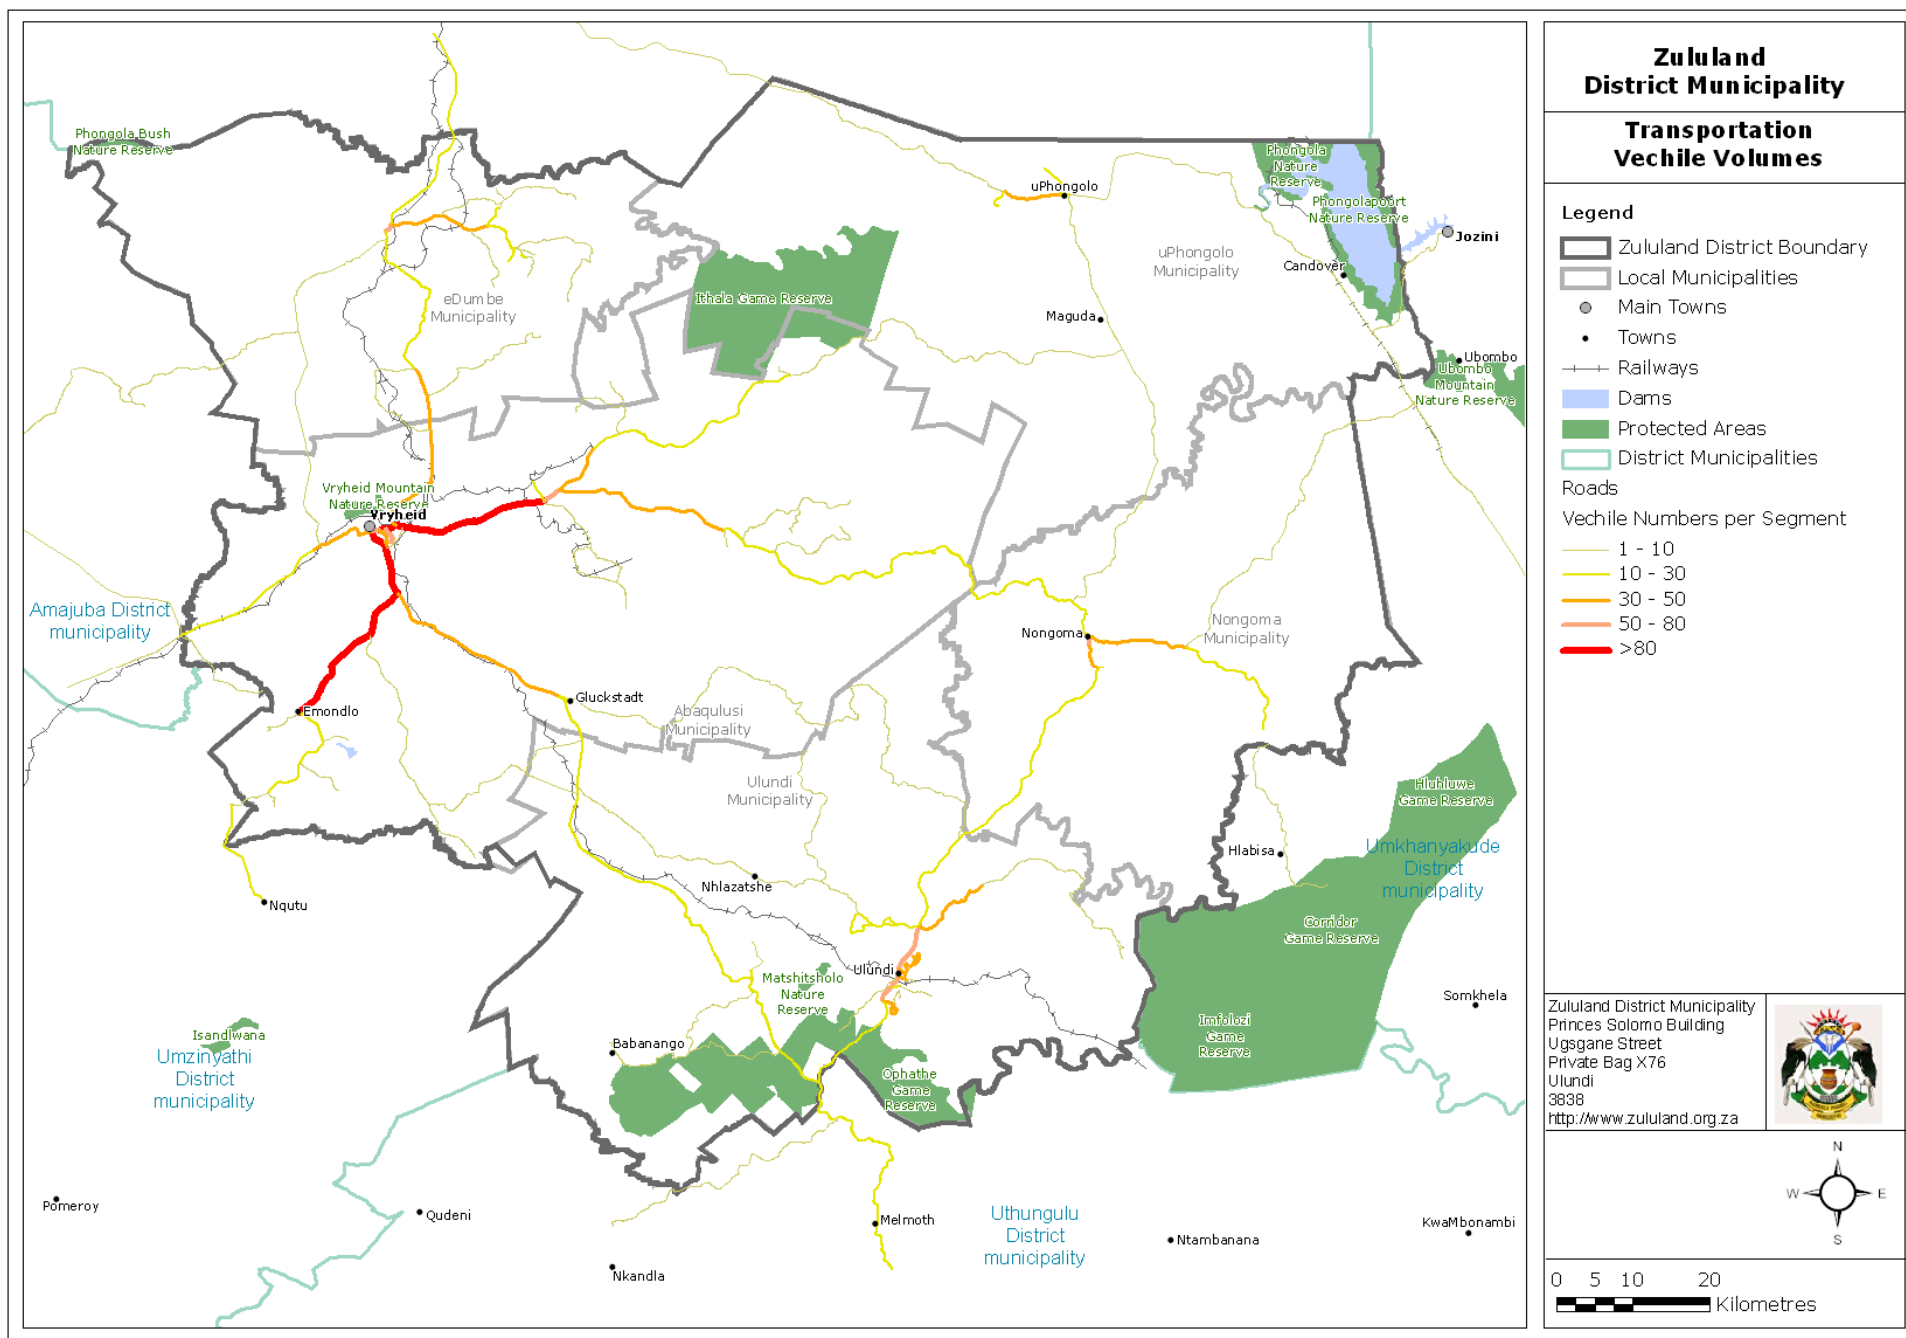 Zululand
District Municipality
Transportation
Vechile Volumes
Legend
Zululand District Boundary
Local Municipalities
Main Towns
Towns
Railways
Dams
Protected Areas
District Municipalities
Roads
Vechile Numbers per Segment
1 - 10
10 - 30
30 - 50
50 - 80
>80
Zululand District Municipality
Princes Solomo Building
Ugsgane Street
Private Bag X76
Ulundi
3838
http://www.zululand.org.za
N
W
E
S
0 5 10 20
Kilometres
Phongola Bush
Nature Reserve
Phongola
Nature
Reserve
uPhongolo
Phongolapoort
Nature Reserve
Jozini
uPhongolo
Municipality
Candover
eDumbe
Municipality
Ithala Game Reserve
Maguda
Ubombo
Ubombo
Mountain
Nature Reserve
Vryheid Mountain
Nature Reserve
Vryheid
Amajuba District
municipality
Nongoma
Nongoma
Municipality
Gluckstadt
Emondlo
Abaqulusi
Municipality
Ulundi
Municipality
Hluhluwe
Game Reserve
Hlabisa
Umkhanyakude
District
municipality
Nhlazatshe
Nqutu
Corridor
Game Reserve
Ulundi
Matshitsholo
Nature
Reserve
Somkhela
Isandlwana
Umzinyathi
District
municipality
Imfolozi
Game
Reserve
Babanango
Ophathe
Game
Reserve
Pomeroy
Qudeni
Melmoth
Uthungulu
District
municipality
Ntambanana
KwaMbonambi
Nkandla